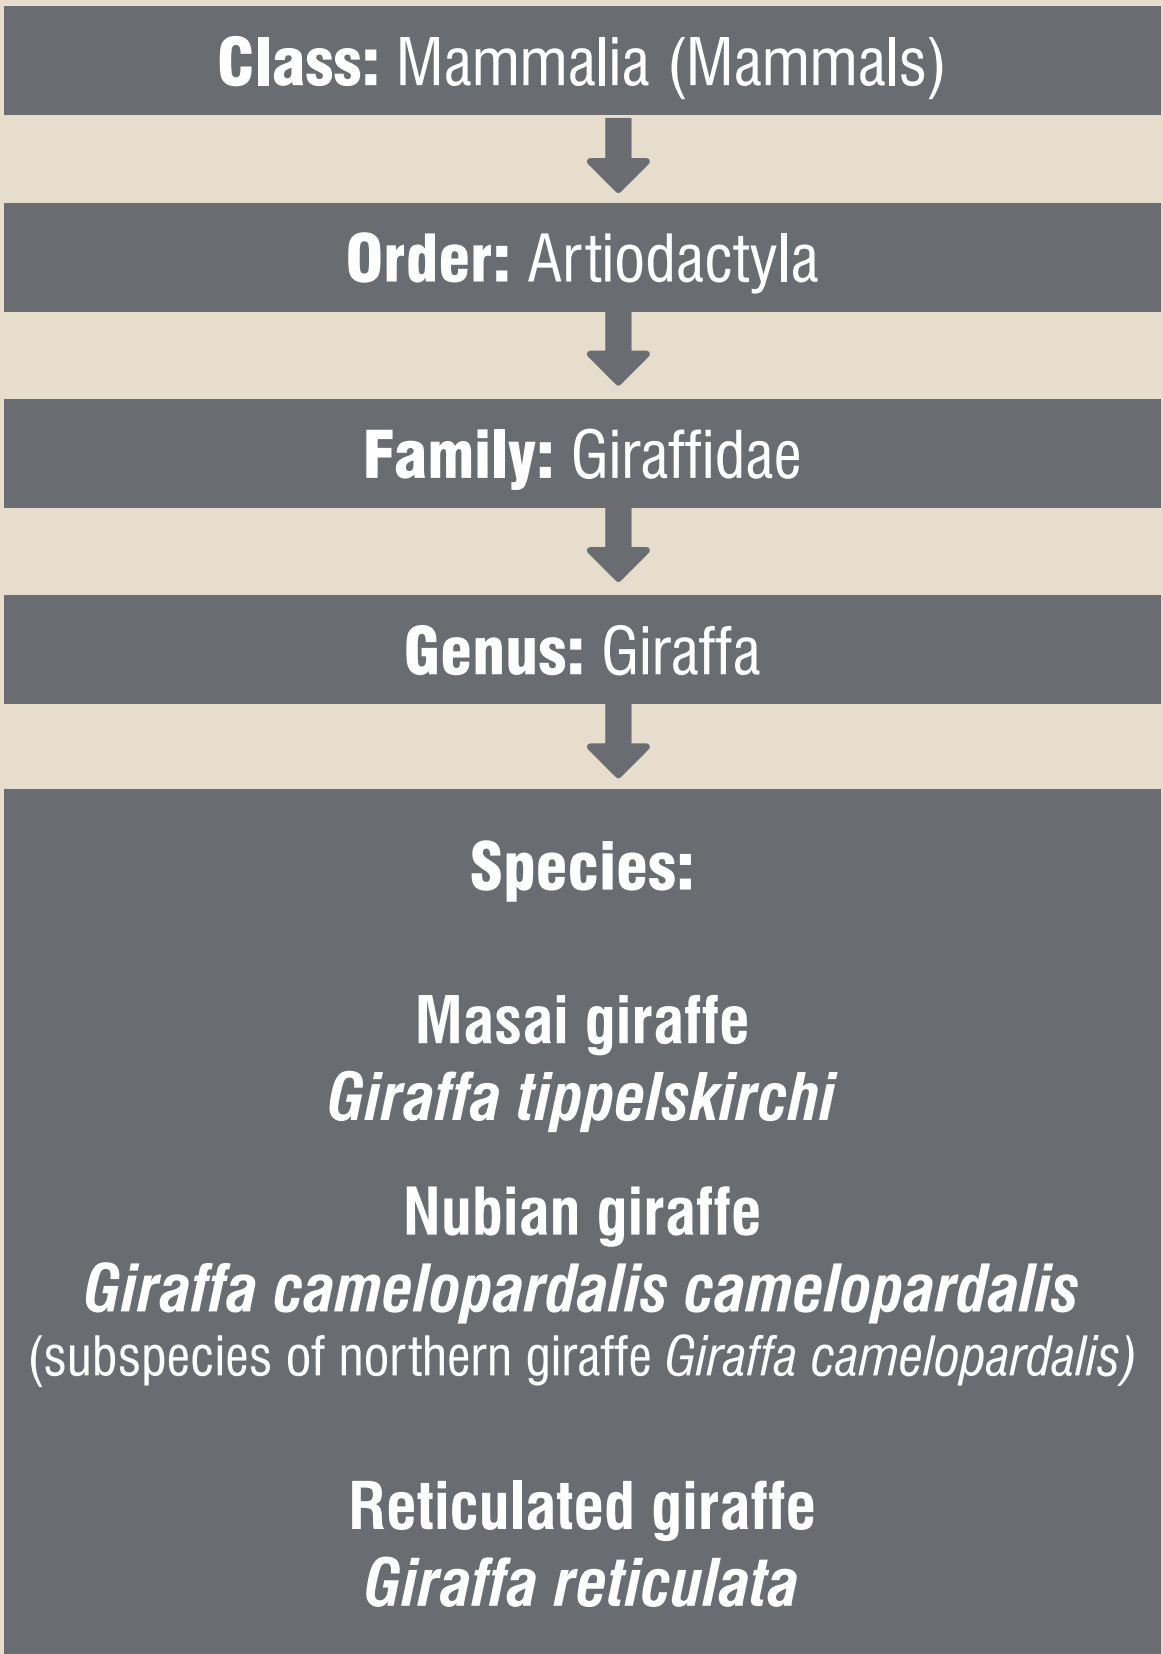 Class: Mammalia (Mammals)
Order: Artiodactyla
Family: Giraffidae
Genus: Giraffa
Species:
Masai giraffe
Giraffa tippelskirchi
Nubian giraffe
Giraffa camelopardalis camelopardalis
(subspecies of northern giraffe Giraffa camelopardalis)
Reticulated giraffe
Giraffa reticulata